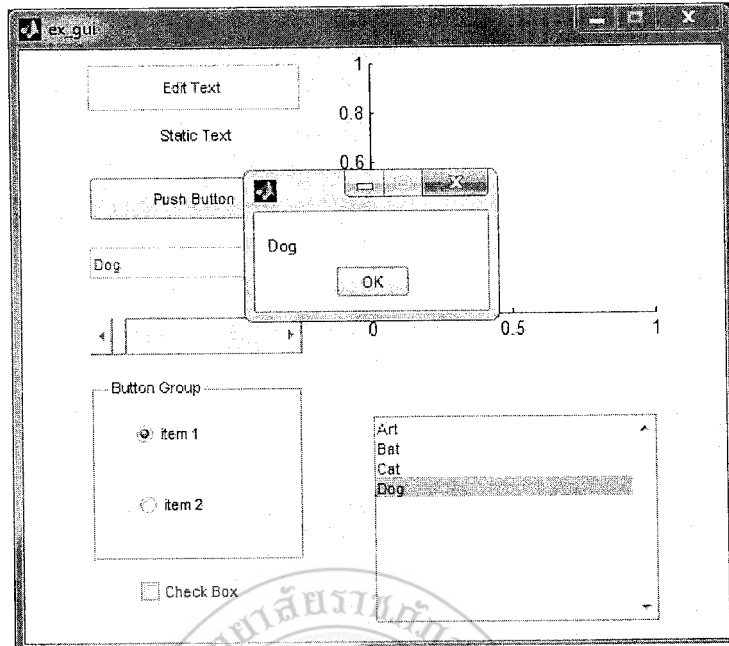 ex_gui
X
Edit Text
Static Text
1
0.8
0.6
Push Button
X
Dog
Dog
OK
0
0.5
1
Button Group
item 1
item 2
Art
Bat
Cat
Dog
Check Box